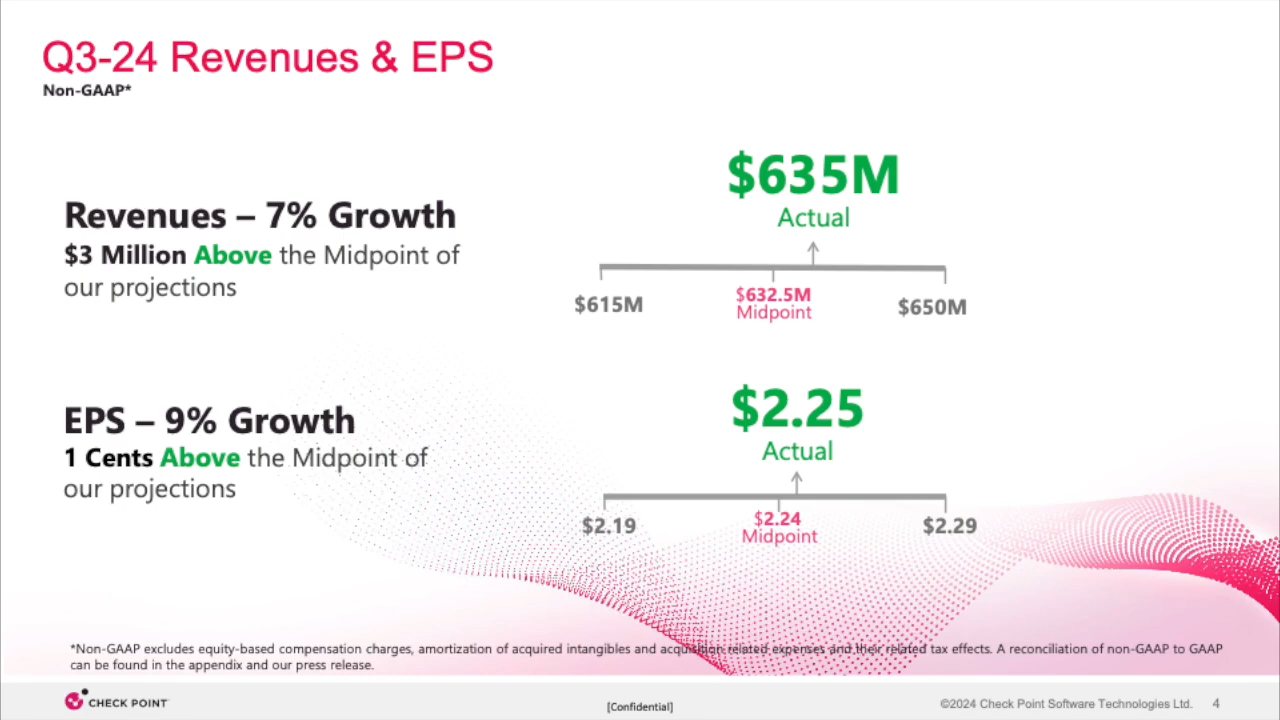 Q3-24 Revenues & EPS
Non-GAAP*
Revenues – 7% Growth
$3 Million Above the Midpoint of
our projections
$635M
Actual
$615M
$632.5M
Midpoint
$650M
EPS – 9% Growth
1 Cents Above the Midpoint of
our projections
$2.25
Actual
$2.19
$2.24
Midpoint
$2.29
*Non-GAAP excludes equity-based compensation charges, amortization of acquired intangibles and acquisition related expenses and their related tax effects. A reconciliation of non-GAAP to GAAP
can be found in the appendix and our press release.
CHECK POINT
[Confidential]
©2024 Check Point Software Technologies Ltd. 4